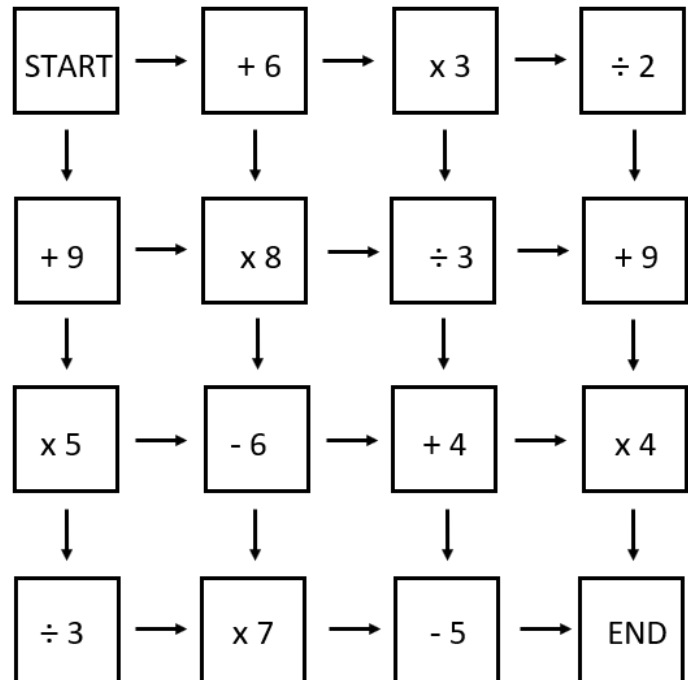 START + 6 x 3 ÷ 2
+ 9 x 8 ÷ 3 + 9
x 5 - 6 + 4 x 4
÷ 3 x 7 - 5 END